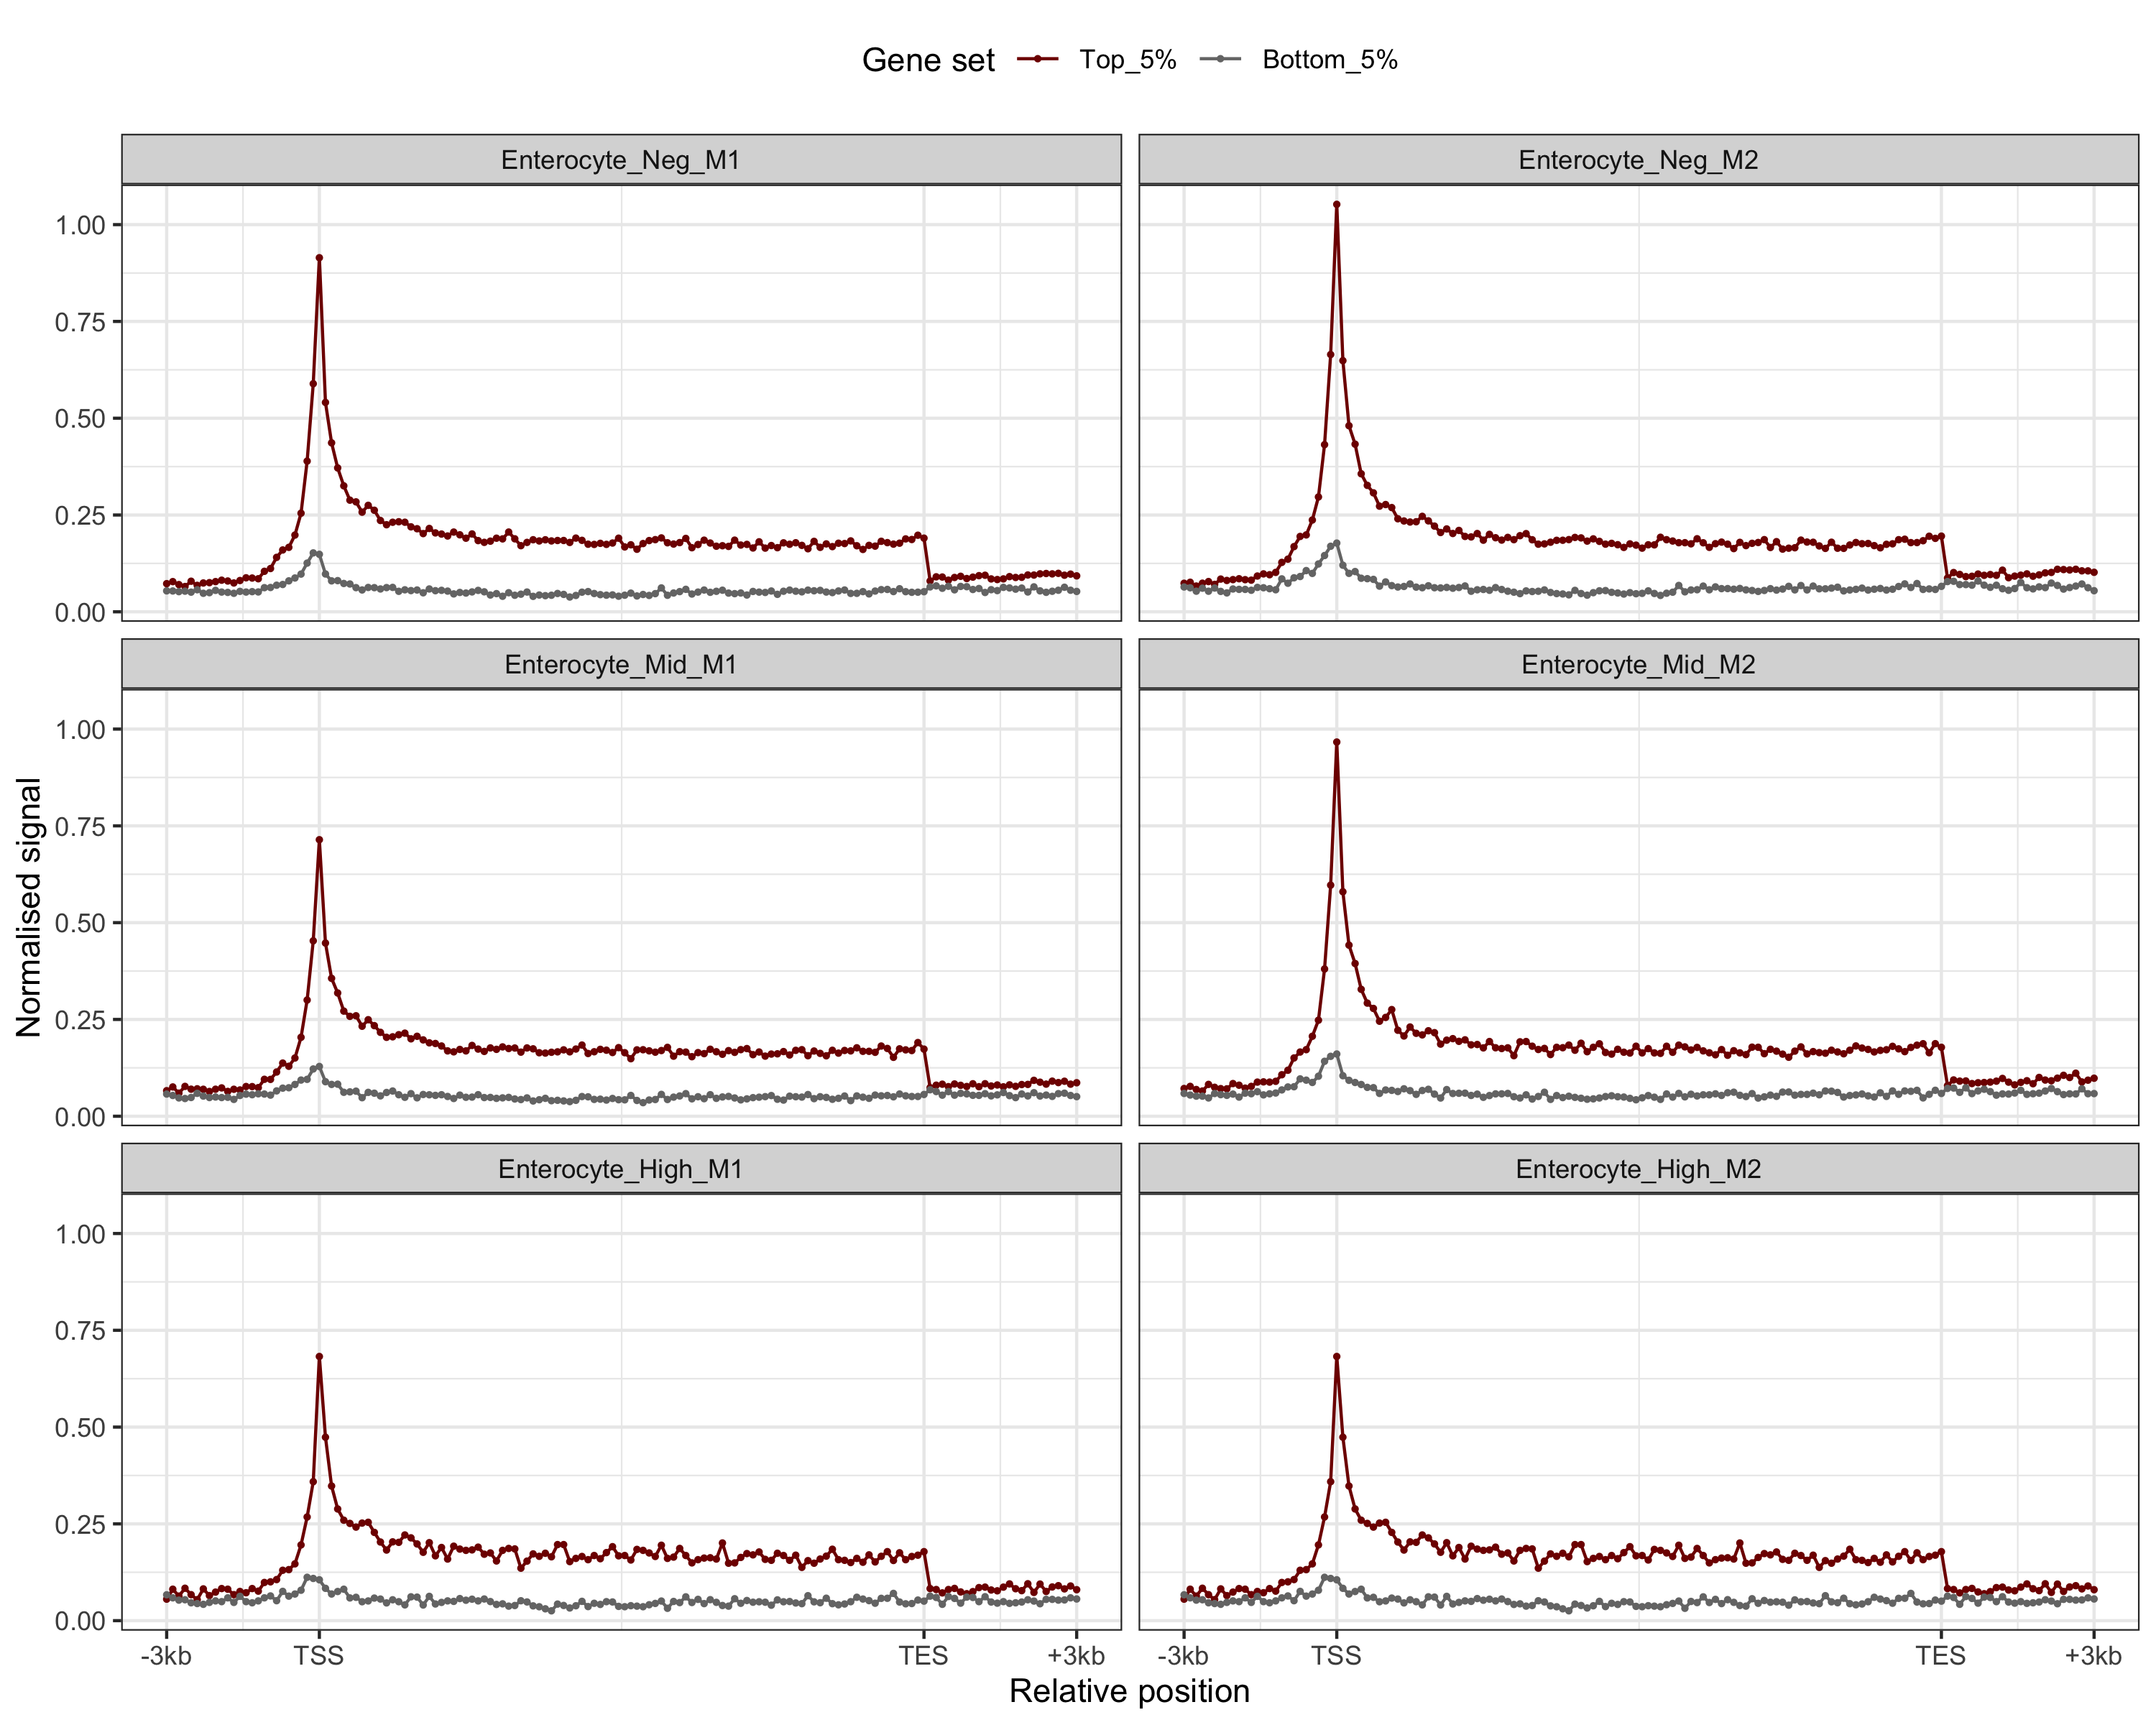 Gene set Top_5% Bottom_5%
Enterocyte_Neg_M1 Enterocyte_Neg_M2
1.00
0.75
0.50
0.25
0.00
Enterocyte_Mid_M1 Enterocyte_Mid_M2
1.00
0.75
0.50
0.25
0.00
Normalised signal
Enterocyte_High_M1 Enterocyte_High_M2
1.00
0.75
0.50
0.25
0.00
-3kb TSS TES +3kb -3kb TSS TES +3kb
Relative position